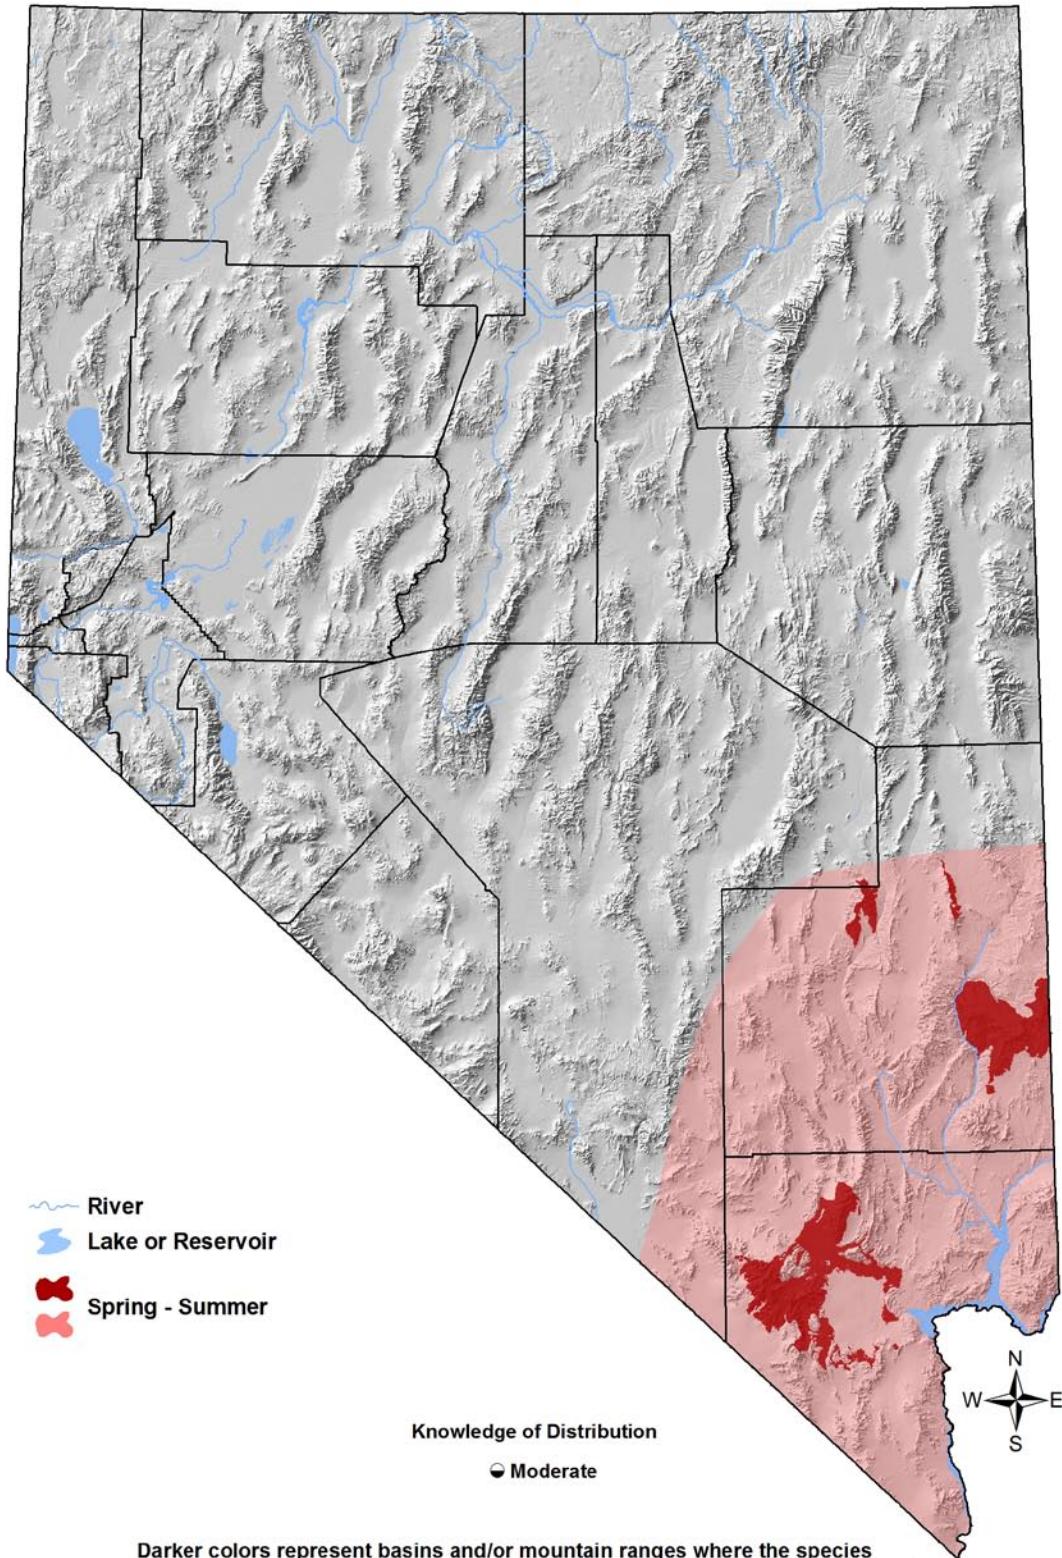 River
Lake or Reservoir
Spring - Summer
N
W E
S
Knowledge of Distribution
Moderate
Darker colors represent basins and/or mountain ranges where the species